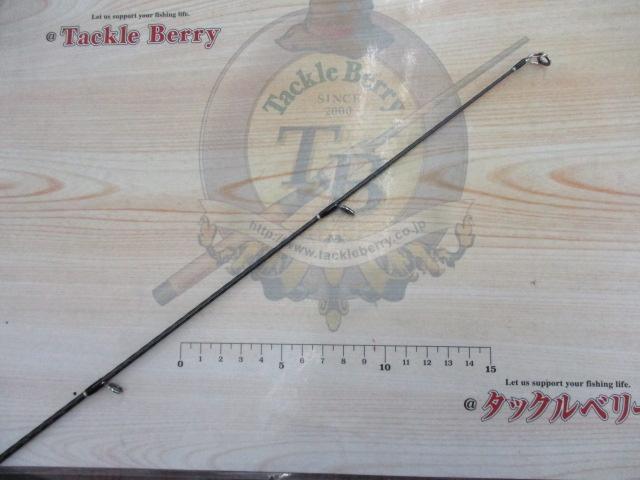 Let us support your fishing life.
@ Tackle Berry
Tackle Berry
SINCE
2000
TB
http://www.tackleberry.co.jp
0 1 2 3 4 5 6 7 8 9 10 11 12 13 14 15
Let us support your fishing life.
@ タックルベリー